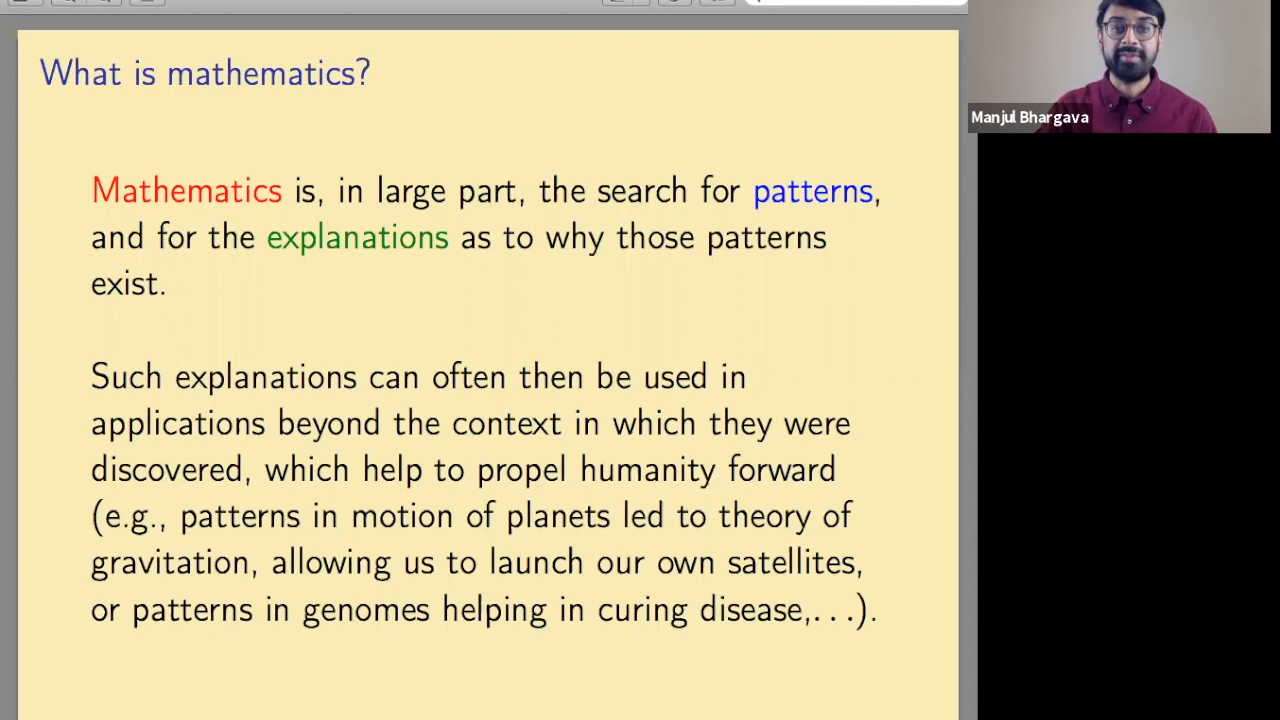 What is mathematics?
Mathematics is, in large part, the search for patterns,
and for the explanations as to why those patterns
exist.
Such explanations can often then be used in
applications beyond the context in which they were
discovered, which help to propel humanity forward
(e.g., patterns in motion of planets led to theory of
gravitation, allowing us to launch our own satellites,
or patterns in genomes helping in curing disease,...).
Manjul Bhargava